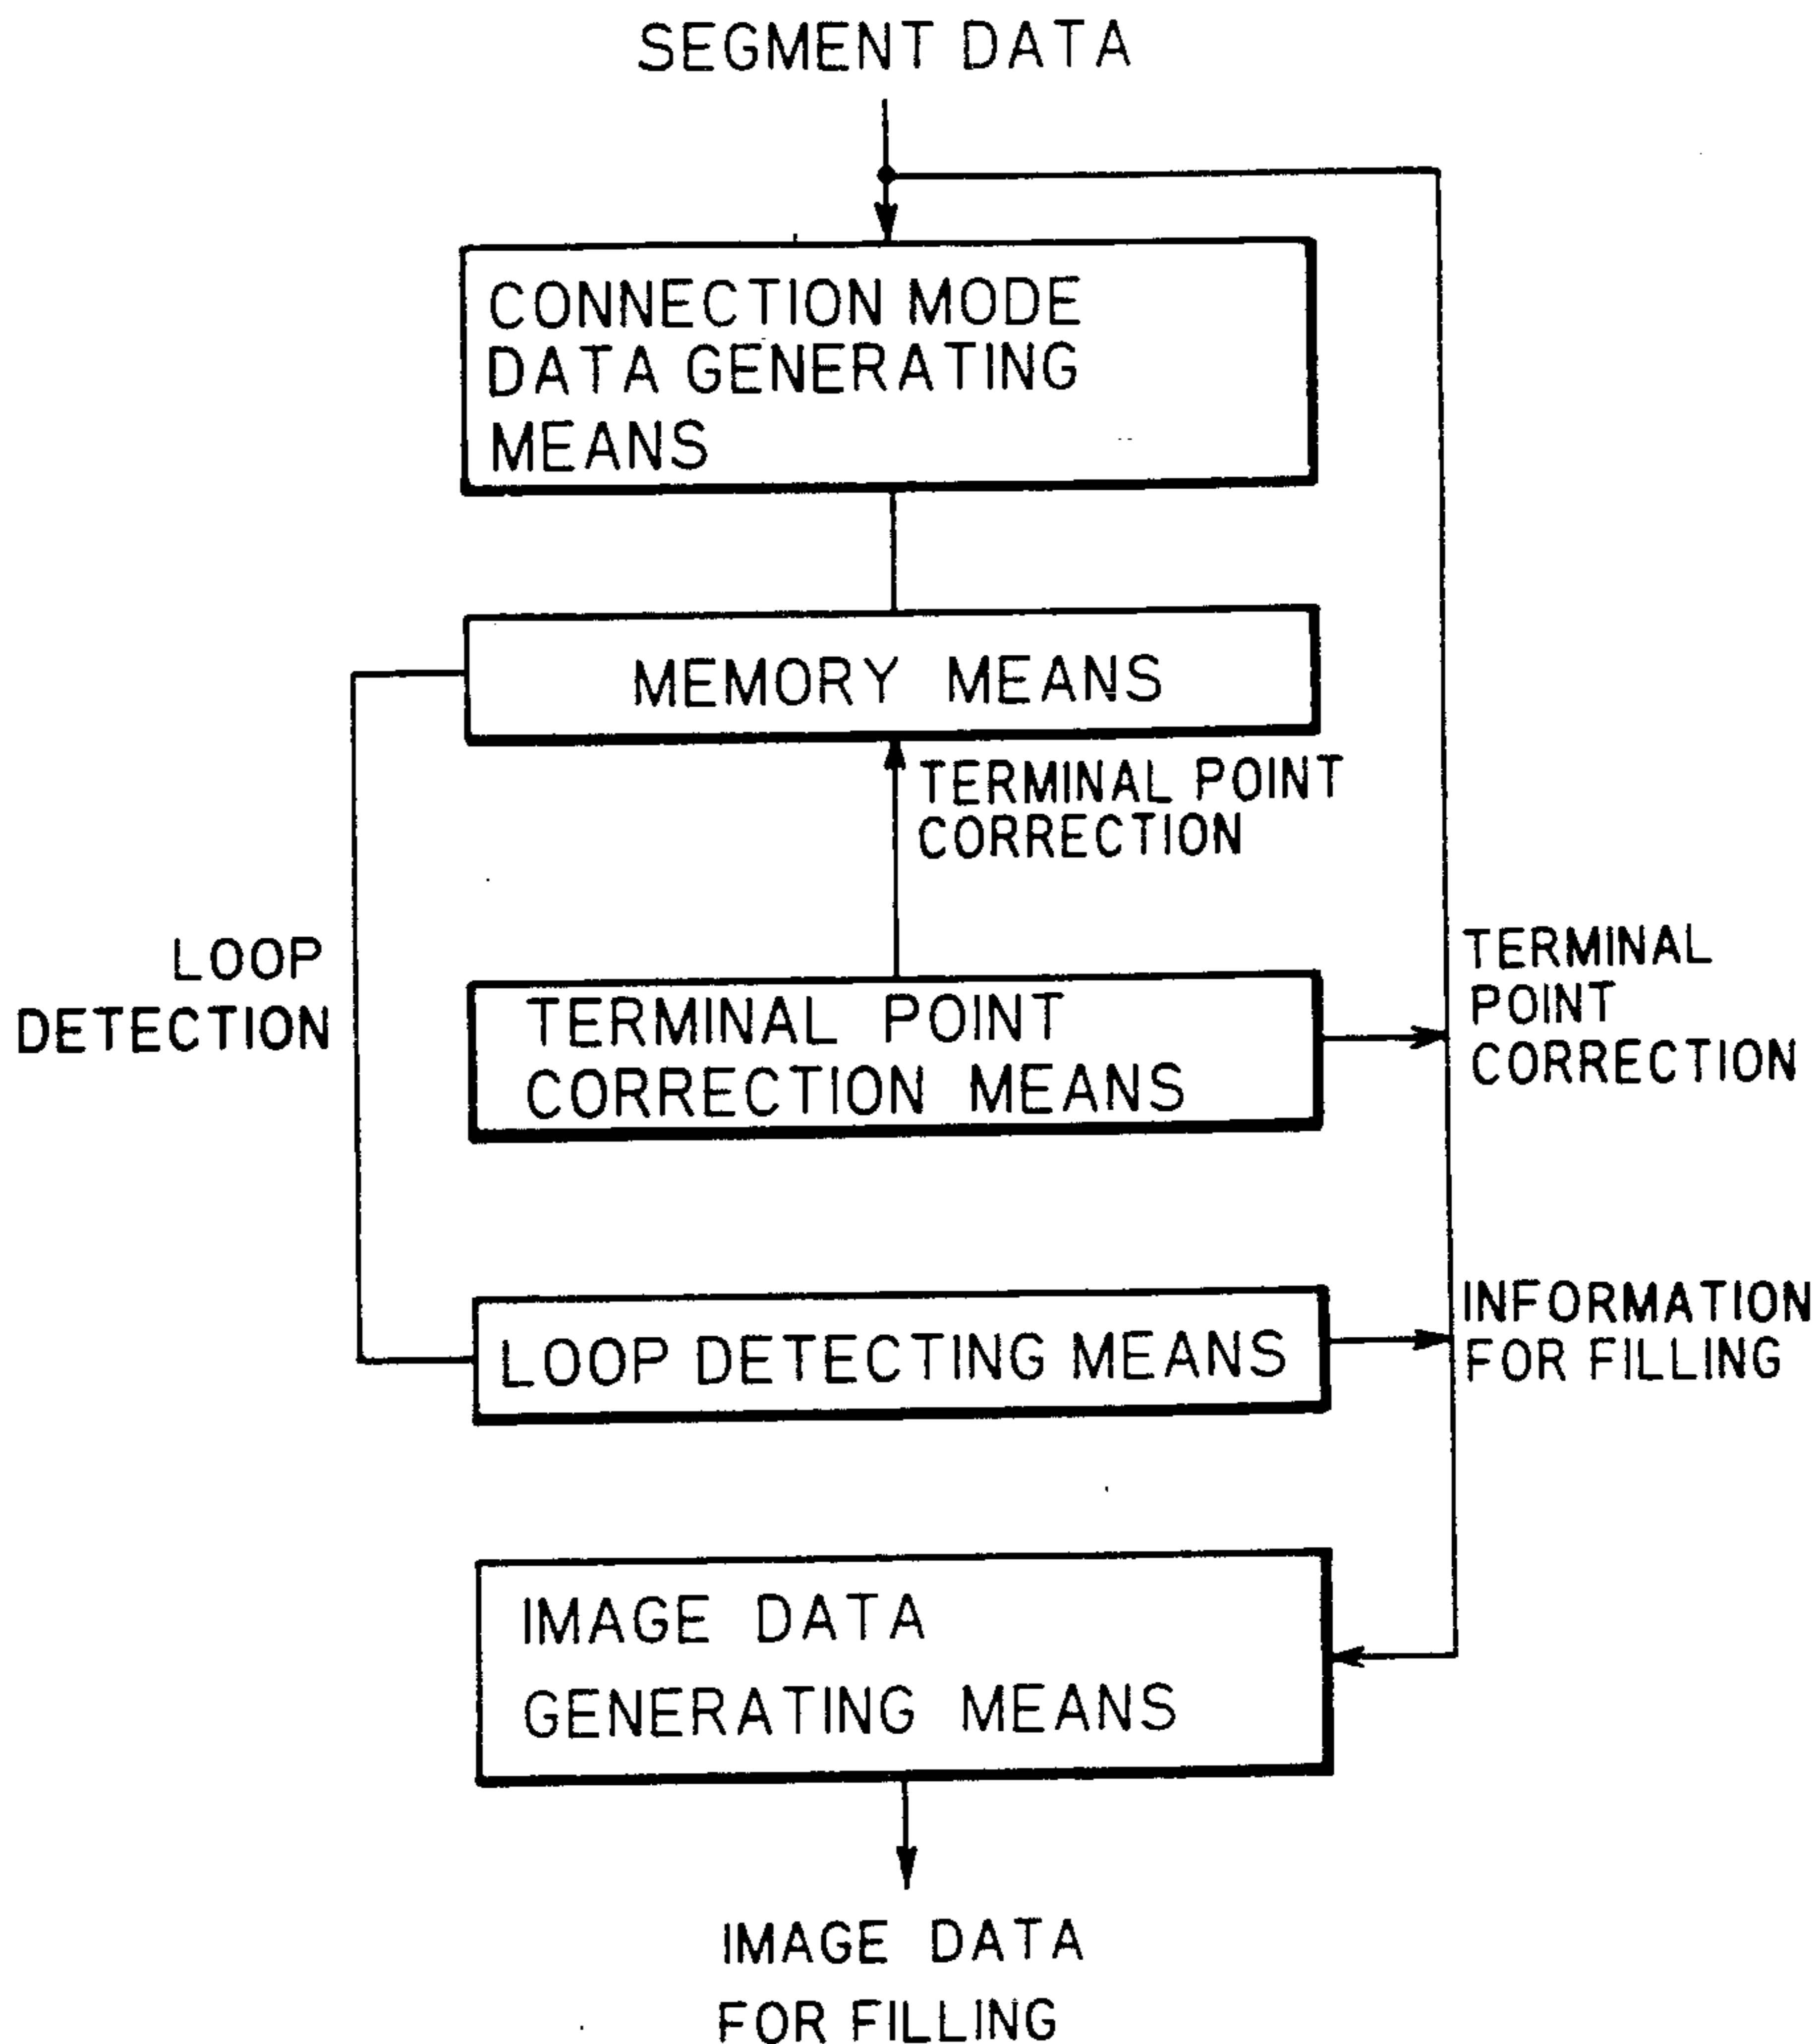 SEGMENT DATA
CONNECTION MODE
DATA GENERATING
MEANS
MEMORY MEANS
TERMINAL POINT
CORRECTION
LOOP
DETECTION
TERMINAL POINT
CORRECTION MEANS
TERMINAL
POINT
CORRECTION
LOOP DETECTING MEANS
INFORMATION
FOR FILLING
IMAGE DATA
GENERATING MEANS
IMAGE DATA
FOR FILLING